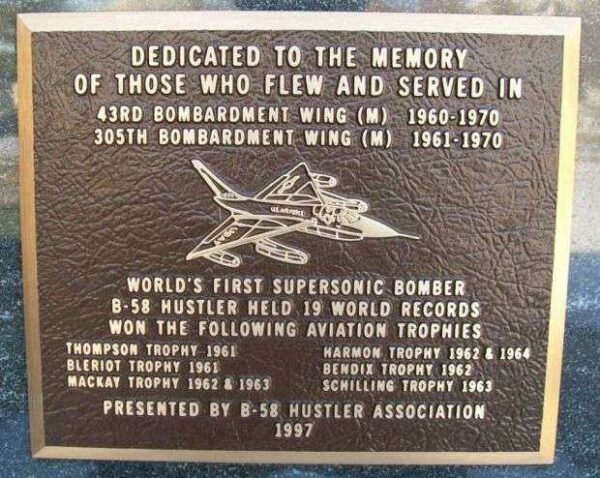 DEDICATED TO THE MEMORY
OF THOSE WHO FLEW AND SERVED IN
43RD BOMBARDMENT WING (M) 1960-1970
305TH BOMBARDMENT WING (M) 1961-1970
WORLD'S FIRST SUPERSONIC BOMBER
B-58 HUSTLER HELD 19 WORLD RECORDS
WON THE FOLLOWING AVIATION TROPHIES
THOMPSON TROPHY 1961 HARMON TROPHY 1962 & 1964
BLERIOT TROPHY 1961 BENDIX TROPHY 1962
MACKAY TROPHY 1962 & 1963 SCHILLING TROPHY 1963
PRESENTED BY B-58 HUSTLER ASSOCIATION
1997